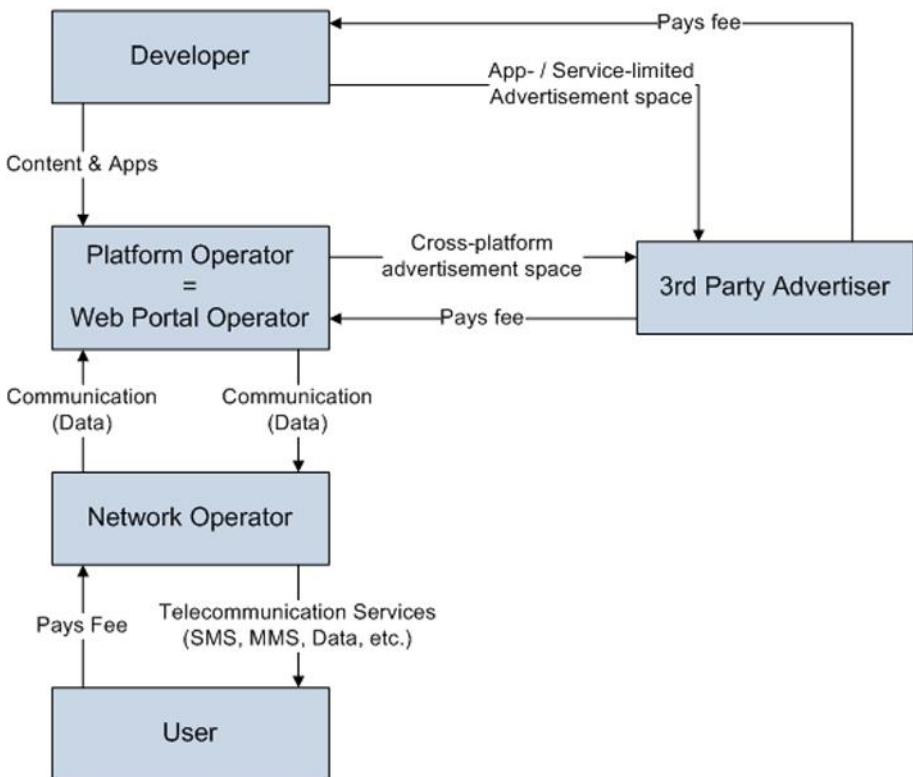 Pays fee
Developer
App- / Service-limited
Advertisement space
Content & Apps
Platform Operator
=
Web Portal Operator
Cross-platform
advertisement space
3rd Party Advertiser
Pays fee
Communication
(Data)
Communication
(Data)
Network Operator
Pays Fee
Telecommunication Services
(SMS, MMS, Data, etc.)
User